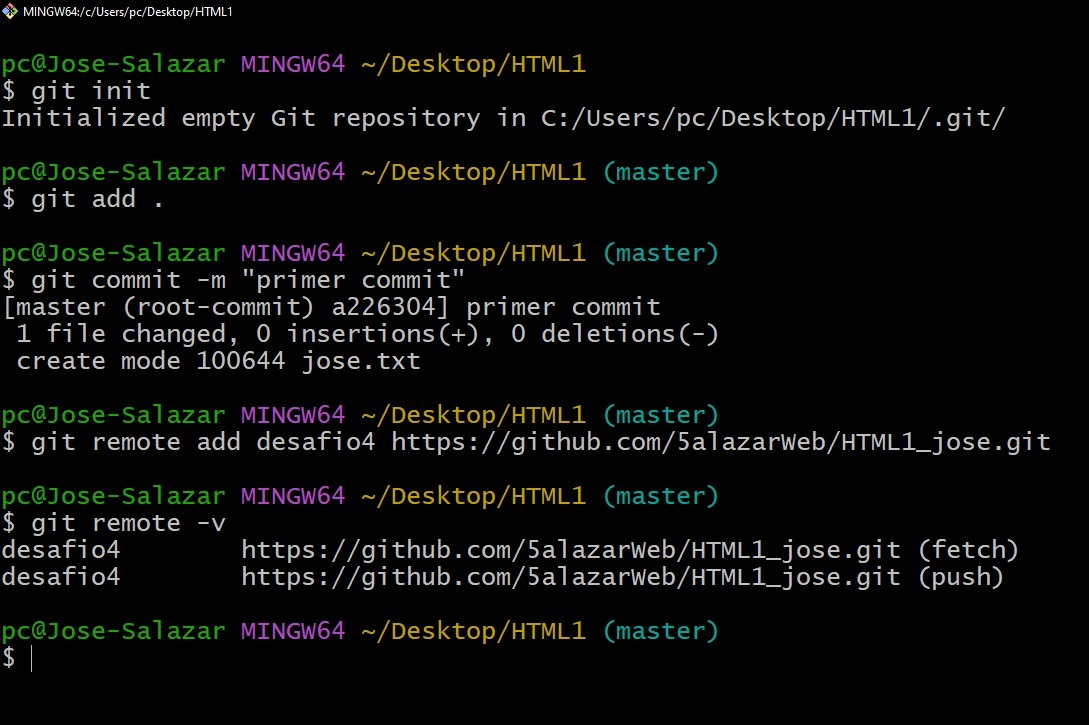 MINGW64:/c/Users/pc/Desktop/HTML1
pc@Jose-Salazar MINGW64 ~/Desktop/HTML1
$ git init
Initialized empty Git repository in C:/Users/pc/Desktop/HTML1/.git/
pc@Jose-Salazar MINGW64 ~/Desktop/HTML1 (master)
$ git add .
pc@Jose-Salazar MINGW64 ~/Desktop/HTML1 (master)
$ git commit -m "primer commit"
[master (root-commit) a226304] primer commit
 1 file changed, 0 insertions(+), 0 deletions(-)
 create mode 100644 jose.txt
pc@Jose-Salazar MINGW64 ~/Desktop/HTML1 (master)
$ git remote add desafio4 https://github.com/5alazarWeb/HTML1_jose.git
pc@Jose-Salazar MINGW64 ~/Desktop/HTML1 (master)
$ git remote -v
desafio4        https://github.com/5alazarWeb/HTML1_jose.git (fetch)
desafio4        https://github.com/5alazarWeb/HTML1_jose.git (push)
pc@Jose-Salazar MINGW64 ~/Desktop/HTML1 (master)
$